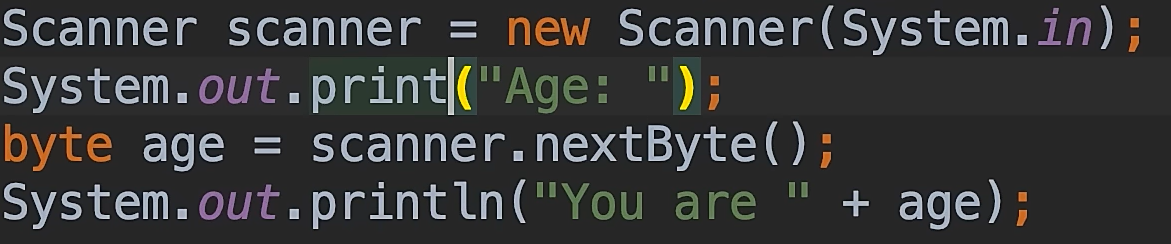 Scanner scanner = new Scanner(System.in);
System.out.print("Age: ");
byte age = scanner.nextByte();
System.out.println("You are " + age);